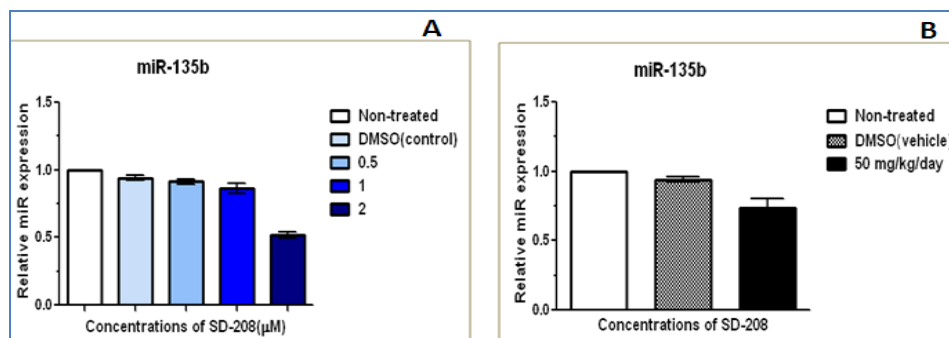 A
miR-135b
Relative miR expression
1.5
1.0
0.5
0.0
Non-treated
DMSO(control)
0.5
1
2
Concentrations of SD-208(μM)
B
miR-135b
Relative miR expression
1.5
1.0
0.5
0.0
Non-treated
DMSO(vehicle)
50 mg/kg/day
Concentrations of SD-208